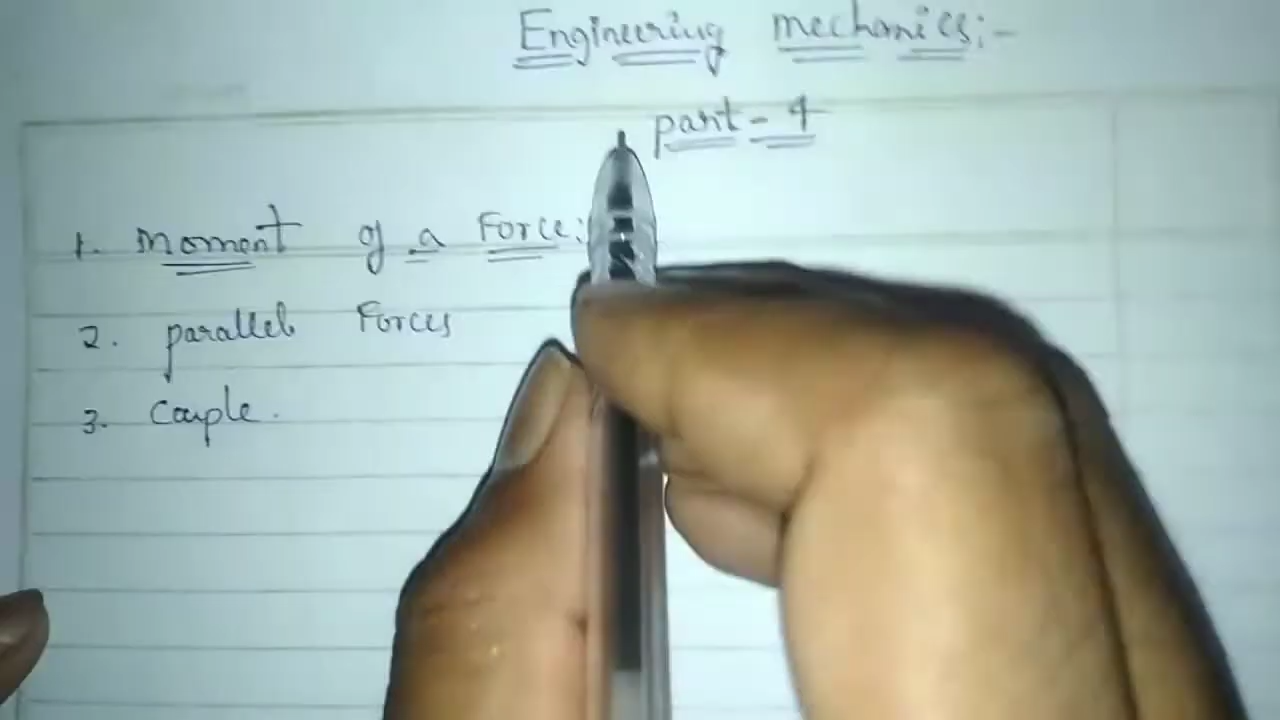 Engineering mechanics:-
part - 4
1. moment of a Force:
2. parallel Forces
3. Couple.